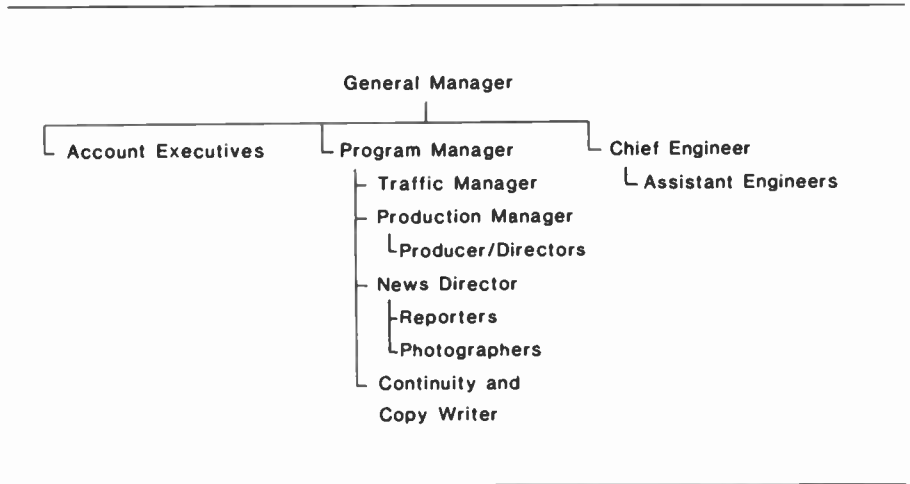 General Manager
Account Executives
Program Manager
Chief Engineer
Traffic Manager
Assistant Engineers
Production Manager
Producer/Directors
News Director
Reporters
Photographers
Continuity and
Copy Writer